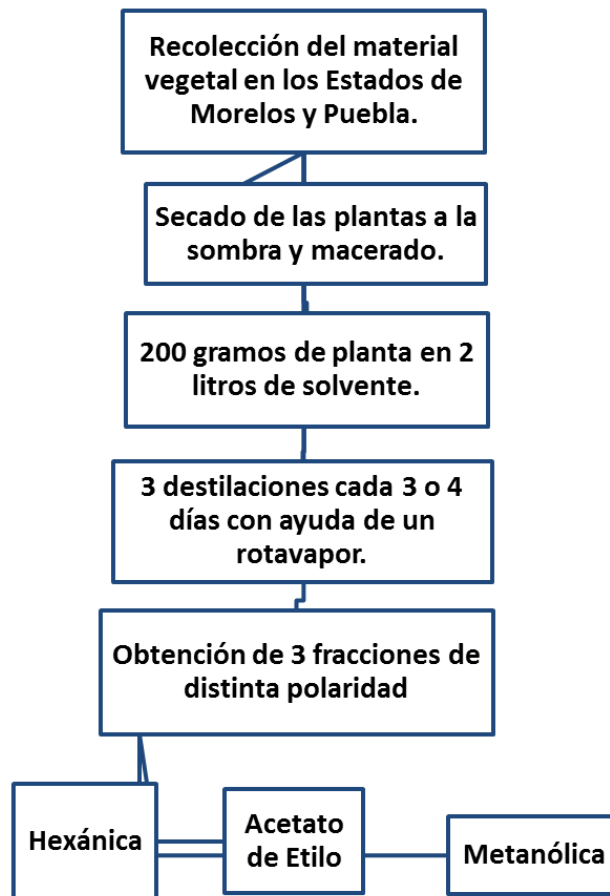 Recolección del material
vegetal en los Estados de
Morelos y Puebla.
Secado de las plantas a la
sombra y macerado.
200 gramos de planta en 2
litros de solvente.
3 destilaciones cada 3 o 4
días con ayuda de un
rotavapor.
Obtención de 3 fracciones de
distinta polaridad
Hexánica
Acetato
de Etilo
Metanólica